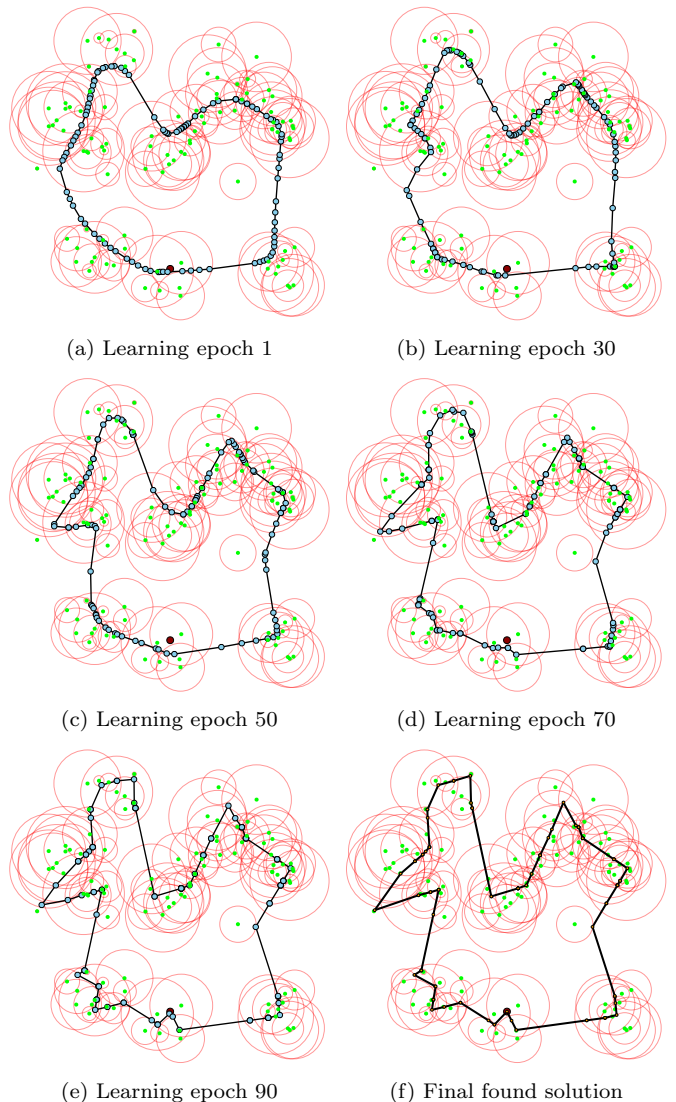 (a) Learning epoch 1
(b) Learning epoch 30
(c) Learning epoch 50
(d) Learning epoch 70
(e) Learning epoch 90
(f) Final found solution